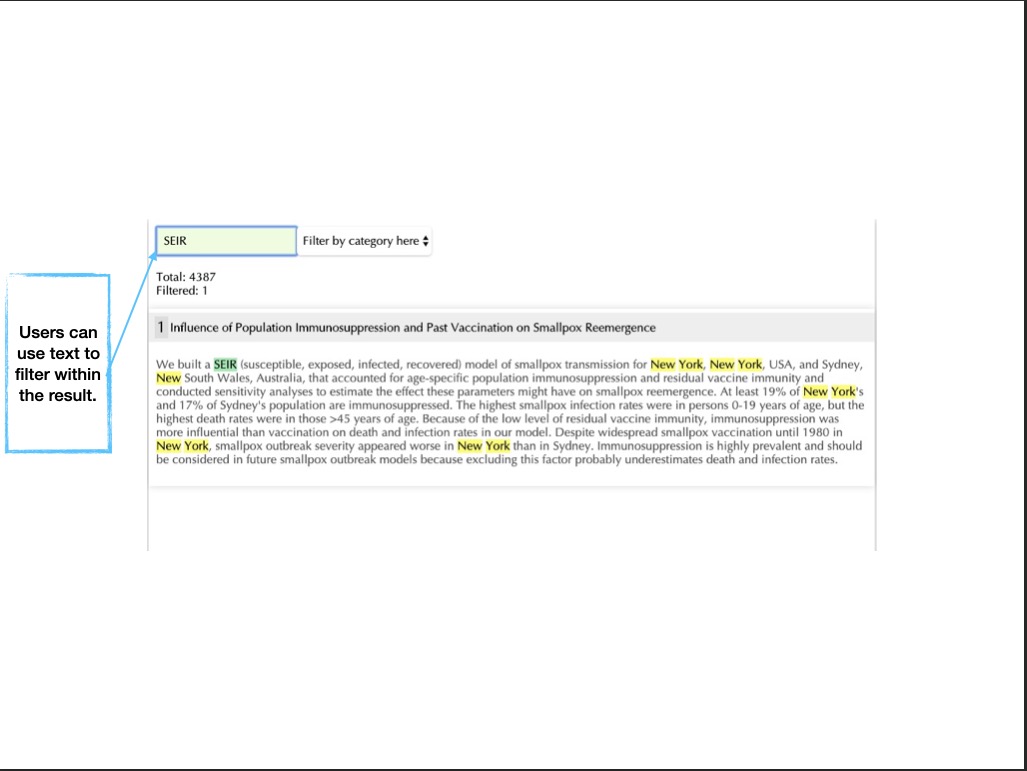 SEIR Filter by category here
Total: 4387
Filtered: 1
Users can
use text to
filter within
the result.
1 Influence of Population Immunosuppression and Past Vaccination on Smallpox Reemergence
We built a SEIR (susceptible, exposed, infected, recovered) model of smallpox transmission for New York, New York, USA, and Sydney,
New South Wales, Australia, that accounted for age-specific population immunosuppression and residual vaccine immunity and
conducted sensitivity analyses to estimate the effect these parameters might have on smallpox reemergence. At least 19% of New York's
and 17% of Sydney's population are immunosuppressed. The highest smallpox infection rates were in persons 0-19 years of age, but the
highest death rates were in those >45 years of age. Because of the low level of residual vaccine immunity, immunosuppression was
more influential than vaccination on death and infection rates in our model. Despite widespread smallpox vaccination until 1980 in
New York, smallpox outbreak severity appeared worse in New York than in Sydney. Immunosuppression is highly prevalent and should
be considered in future smallpox outbreak models because excluding this factor probably underestimates death and infection rates.